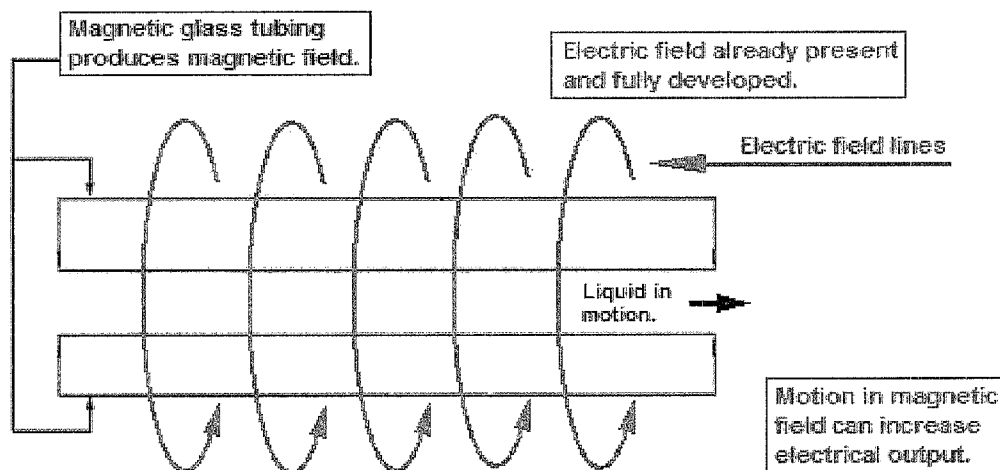 Magnetic glass tubing
produces magnetic field.
Electric field already present
and fully developed.
Electric field lines
Liquid in
motion.
Motion in magnetic
field can increase
electrical output.